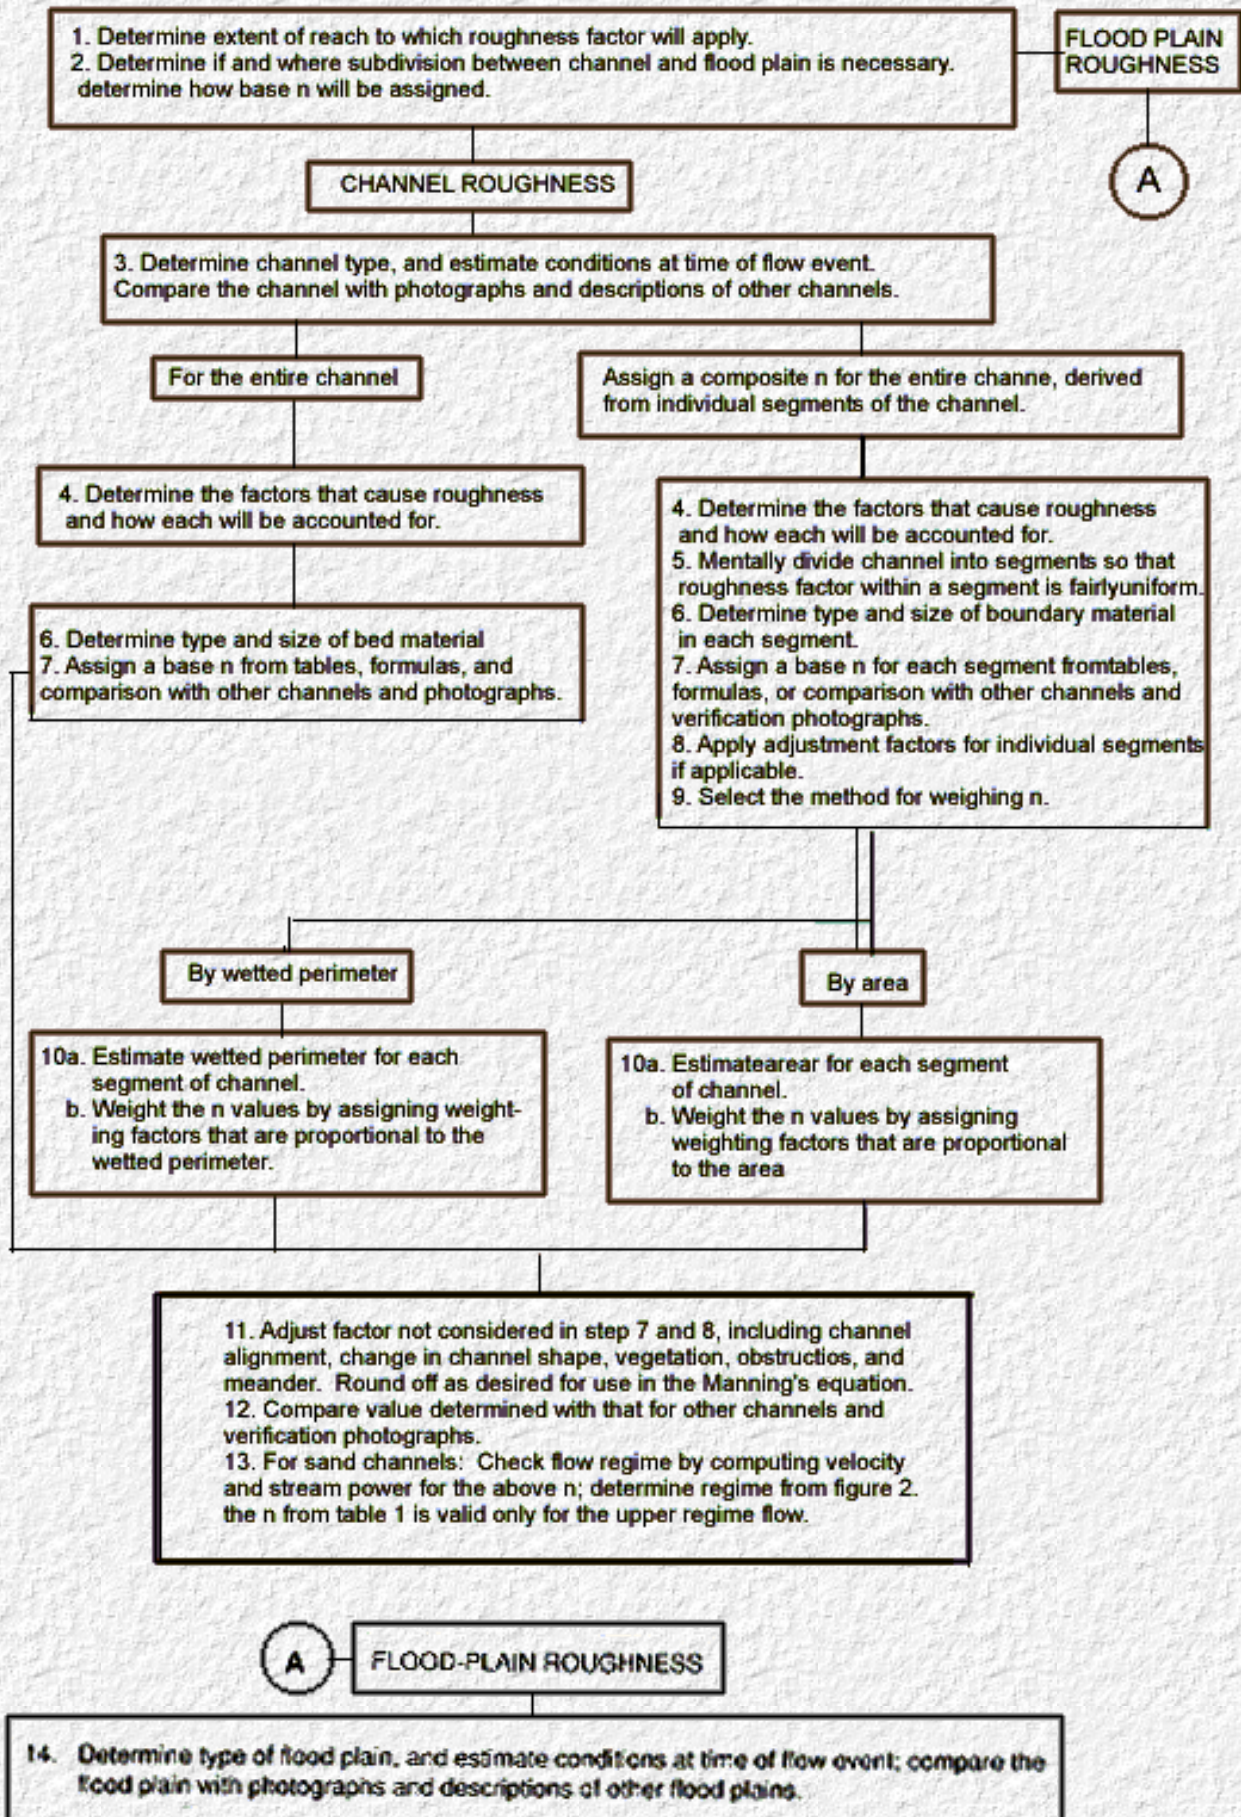 1. Determine extent of reach to which roughness factor will apply.
2. Determine if and where subdivision between channel and flood plain is necessary.
determine how base n will be assigned.
FLOOD PLAIN
ROUGHNESS
A
CHANNEL ROUGHNESS
3. Determine channel type, and estimate conditions at time of flow event.
Compare the channel with photographs and descriptions of other channels.
For the entire channel
Assign a composite n for the entire channe, derived
from individual segments of the channel.
4. Determine the factors that cause roughness
and how each will be accounted for.
6. Determine type and size of bed material
7. Assign a base n from tables, formulas, and
comparison with other channels and photographs.
4. Determine the factors that cause roughness
and how each will be accounted for.
5. Mentally divide channel into segments so that
roughness factor within a segment is fairlyuniform.
6. Determine type and size of boundary material
in each segment.
7. Assign a base n for each segment fromtables,
formulas, or comparison with other channels and
verification photographs.
8. Apply adjustment factors for individual segments
if applicable.
9. Select the method for weighing n.
By wetted perimeter
By area
10a. Estimate wetted perimeter for each
segment of channel.
b. Weight the n values by assigning weight-
ing factors that are proportional to the
wetted perimeter.
10a. Estimatearear for each segment
of channel.
b. Weight the n values by assigning
weighting factors that are proportional
to the area
11. Adjust factor not considered in step 7 and 8, including channel
alignment, change in channel shape, vegetation, obstructios, and
meander. Round off as desired for use in the Manning's equation.
12. Compare value determined with that for other channels and
verification photographs.
13. For sand channels: Check flow regime by computing velocity
and stream power for the above n; determine regime from figure 2.
the n from table 1 is valid only for the upper regime flow.
A
FLOOD-PLAIN ROUGHNESS
14. Determine type of flood plain, and estimate conditions at time of flow event; compare the
flood plain with photographs and descriptions of other flood plains.